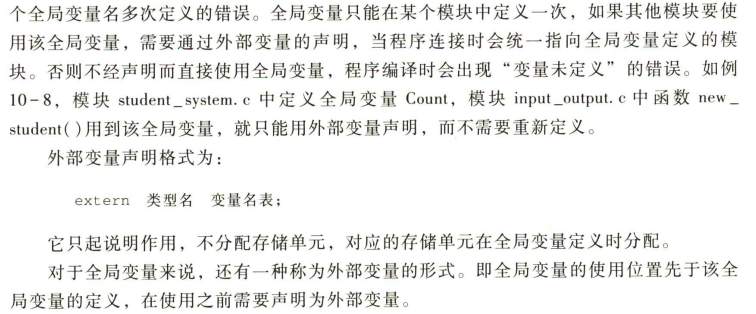 个全局变量名多次定义的错误。全局变量只能在某个模块中定义一次，如果其他模块要使
用该全局变量，需要通过外部变量的声明，当程序连接时会统一指向全局变量定义的模
块。否则不经声明而直接使用全局变量，程序编译时会出现“变量未定义”的错误。如例
10-8，模块 student_system. c 中定义全局变量 Count，模块 input_output. c 中函数 new_
student( )用到该全局变量，就只能用外部变量声明，而不需要重新定义。
外部变量声明格式为：
extern 类型名 变量名表；
它只起说明作用，不分配存储单元，对应的存储单元在全局变量定义时分配。
对于全局变量来说，还有一种称为外部变量的形式。即全局变量的使用位置先于该全
局变量的定义，在使用之前需要声明为外部变量。